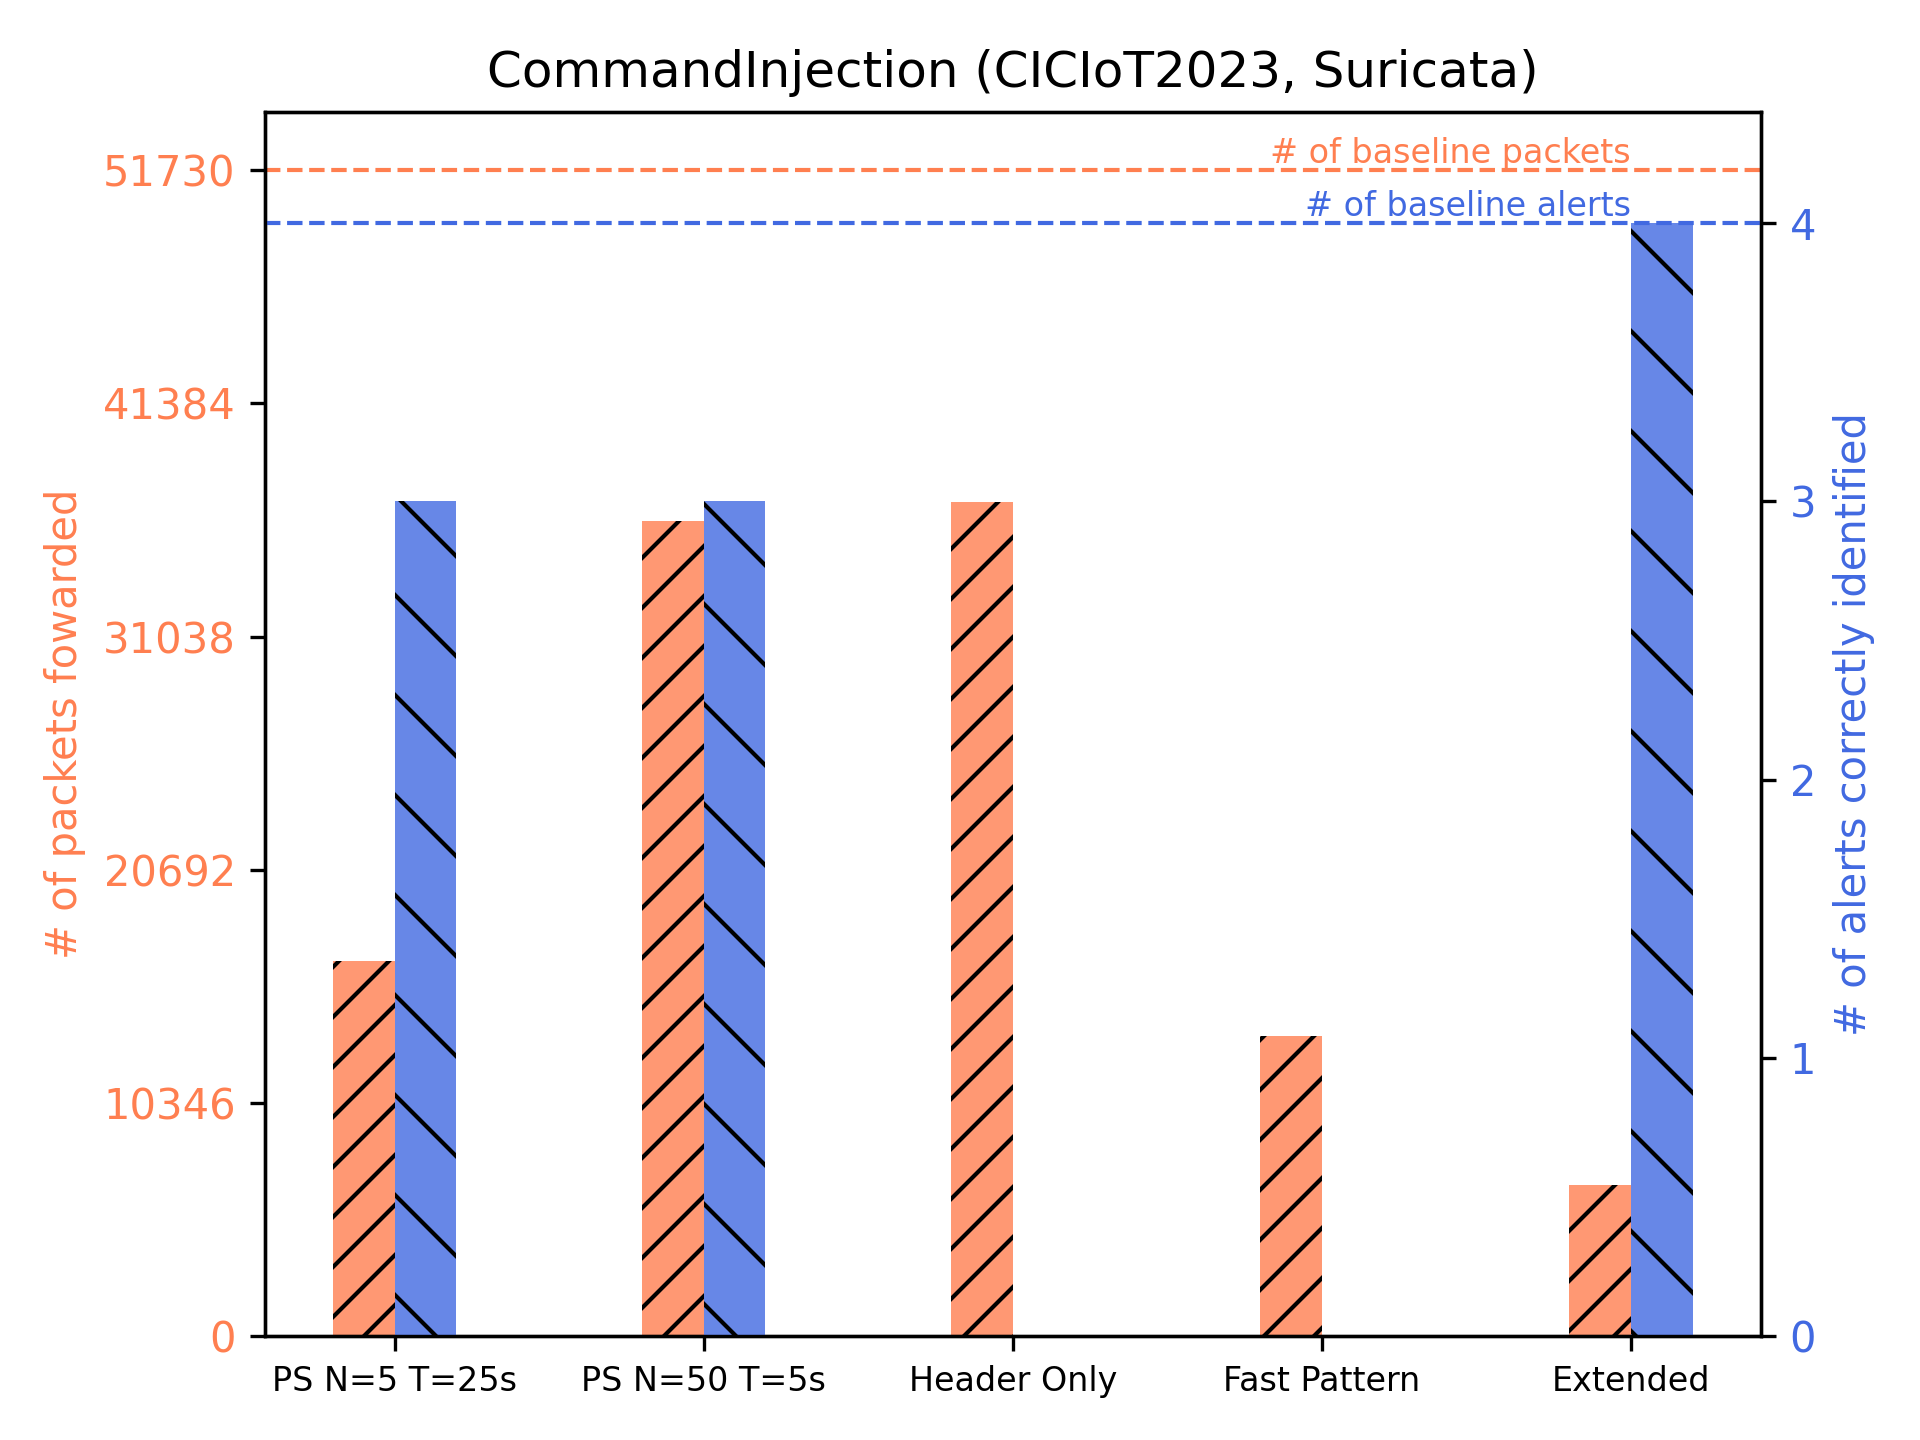 CommandInjection (CICIoT2023, Suricata)
# of baseline packets
# of baseline alerts
# of packets fowarded
51730
41384
31038
20692
10346
0
4
3
2
1
0
# of alerts correctly identified
PS N=5 T=25s
PS N=50 T=5s
Header Only
Fast Pattern
Extended